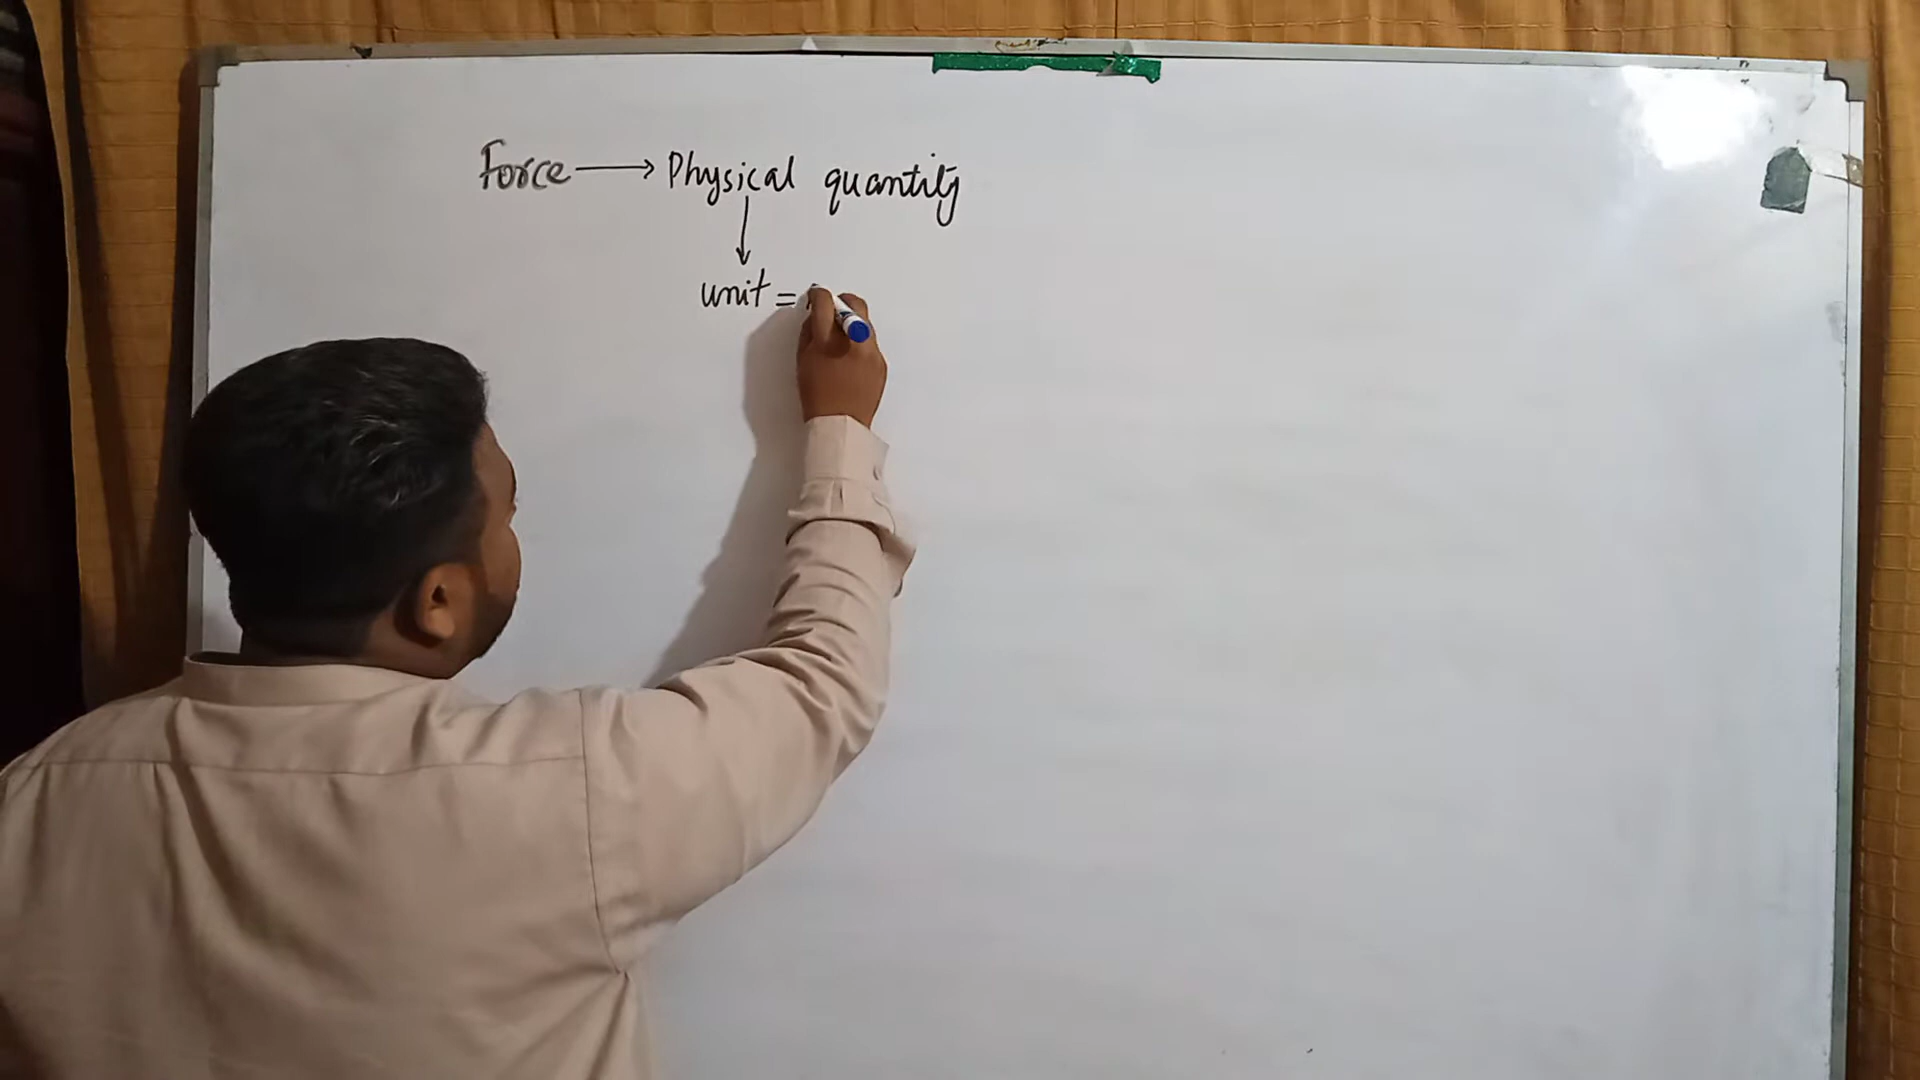 Force → Physical quantity
↓
unit =